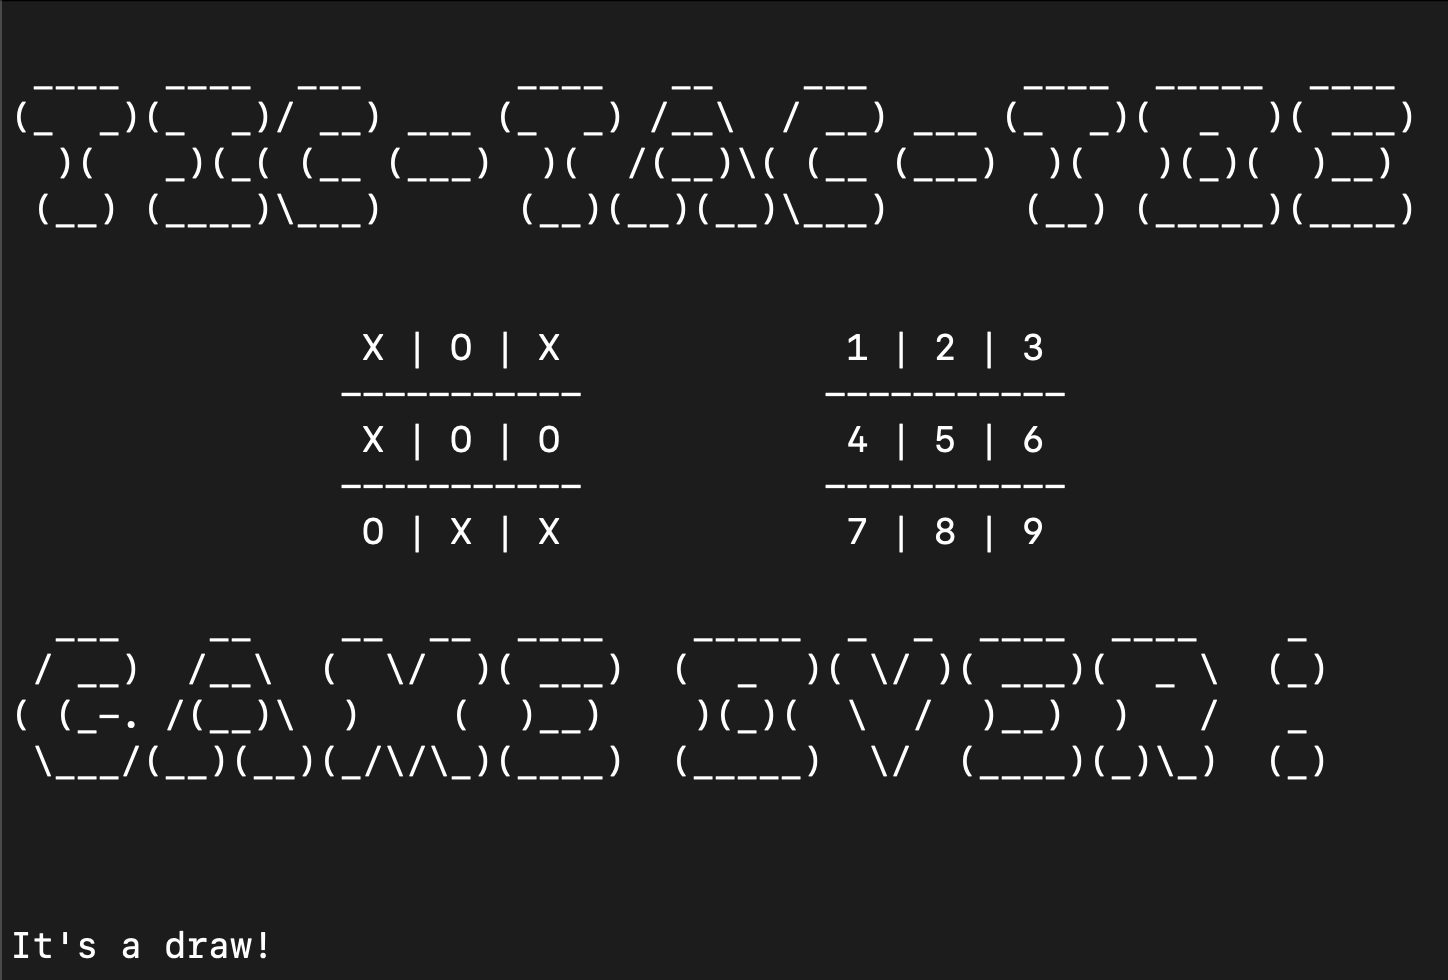 TIC-TAC-TOE
X | O | X 1 | 2 | 3
----------- -----------
X | O | O 4 | 5 | 6
----------- -----------
O | X | X 7 | 8 | 9
GAME OVER :
It's a draw!